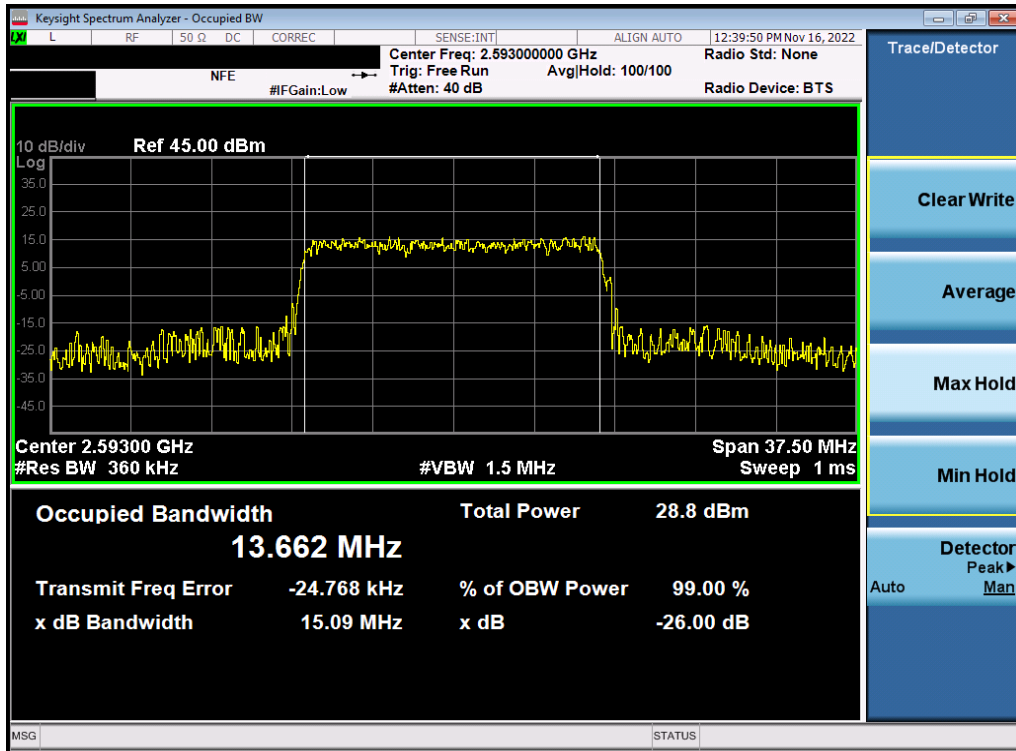 Keysight Spectrum Analyzer - Occupied BW
LXI L RF 50 Ω DC CORREC SENSE:INT ALIGN AUTO 12:39:50 PM Nov 16, 2022
Center Freq: 2.593000000 GHz Radio Std: None
NFE Trig: Free Run Avg|Hold: 100/100
#IFGain:Low #Atten: 40 dB Radio Device: BTS
Trace/Detector
10 dB/div Ref 45.00 dBm
Log
35.0
25.0
15.0
5.00
-5.00
-15.0
-25.0
-35.0
-45.0
Center 2.59300 GHz Span 37.50 MHz
#Res BW 360 kHz #VBW 1.5 MHz Sweep 1 ms
Occupied Bandwidth Total Power 28.8 dBm
13.662 MHz
Transmit Freq Error -24.768 kHz % of OBW Power 99.00 %
x dB Bandwidth 15.09 MHz x dB -26.00 dB
Clear Write
Average
Max Hold
Min Hold
Detector
Peak▶
Auto Man
MSG STATUS